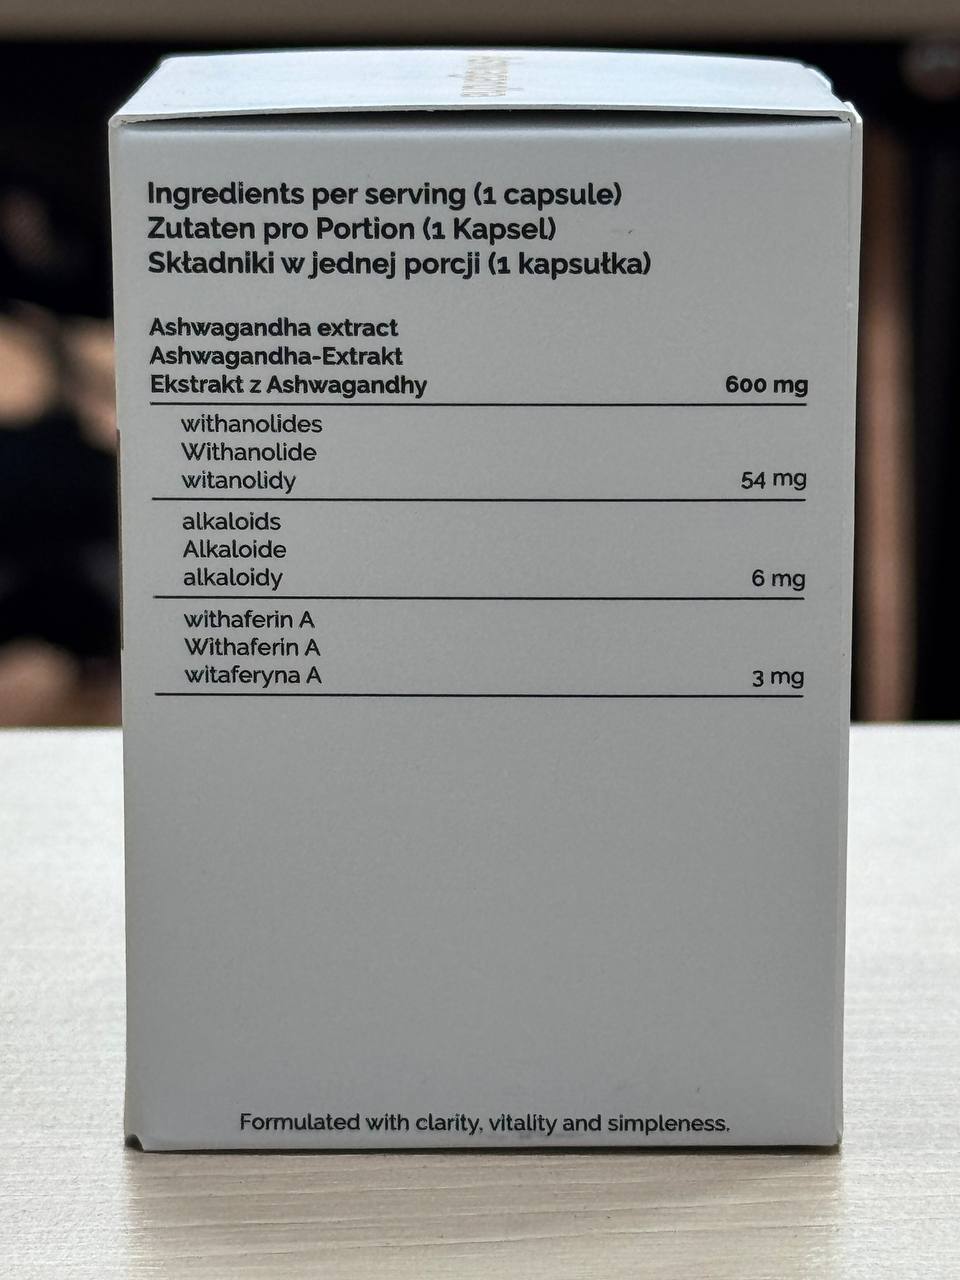 Ingredients per serving (1 capsule)
Zutaten pro Portion (1 Kapsel)
Składniki w jednej porcji (1 kapsułka)
Ashwagandha extract
Ashwagandha-Extrakt
Ekstrakt z Ashwagandhy 600 mg
withanolides
Withanolide
witanolidy 54 mg
alkaloids
Alkaloide
alkaloidy 6 mg
withaferin A
Withaferin A
witaferyna A 3 mg
Formulated with clarity, vitality and simpleness.